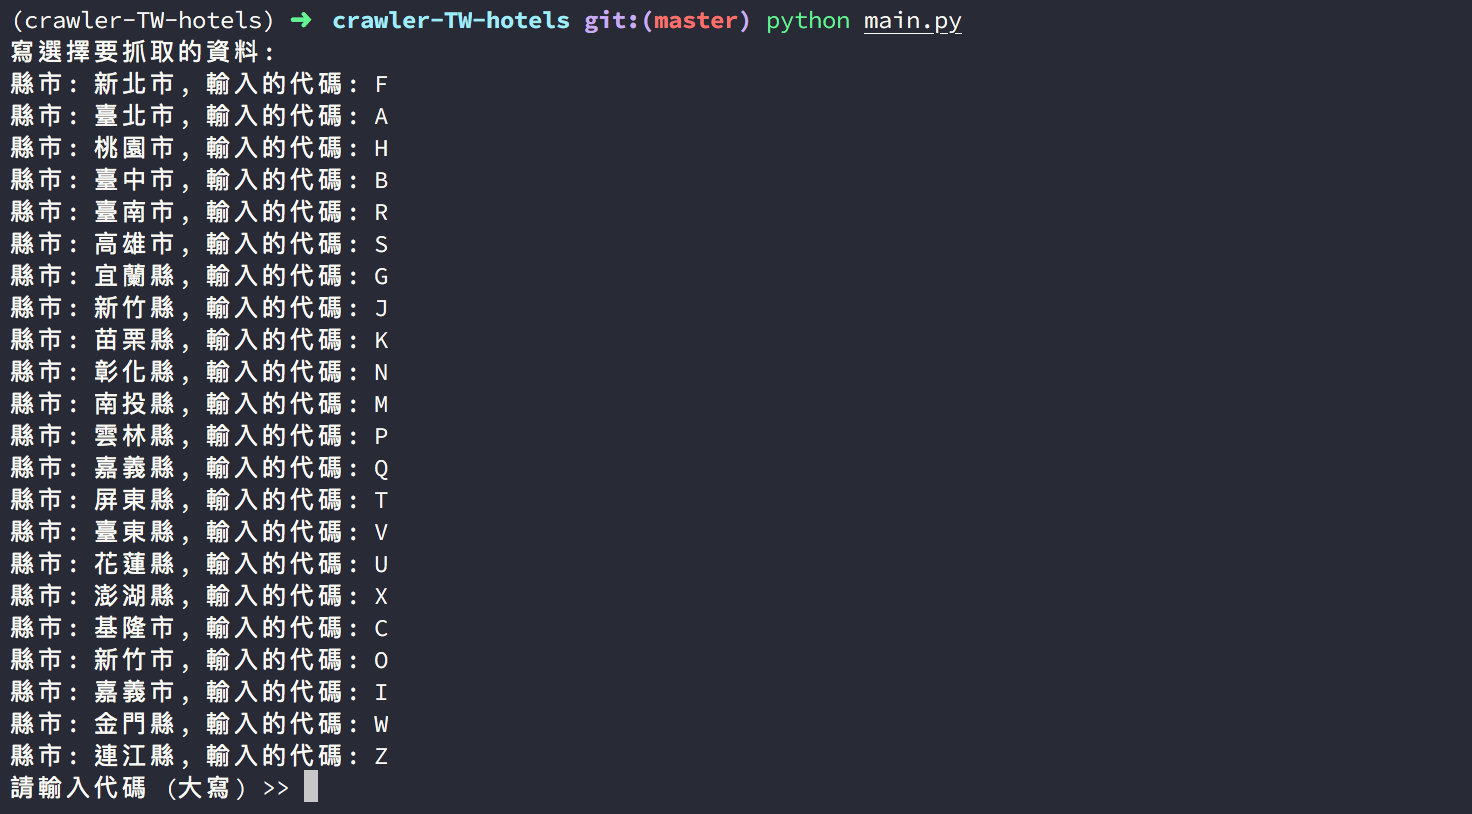 (crawler-TW-hotels) ➜ crawler-TW-hotels git:(master) python main.py
寫選擇要抓取的資料:
縣市: 新北市, 輸入的代碼: F
縣市: 臺北市, 輸入的代碼: A
縣市: 桃園市, 輸入的代碼: H
縣市: 臺中市, 輸入的代碼: B
縣市: 臺南市, 輸入的代碼: R
縣市: 高雄市, 輸入的代碼: S
縣市: 宜蘭縣, 輸入的代碼: G
縣市: 新竹縣, 輸入的代碼: J
縣市: 苗栗縣, 輸入的代碼: K
縣市: 彰化縣, 輸入的代碼: N
縣市: 南投縣, 輸入的代碼: M
縣市: 雲林縣, 輸入的代碼: P
縣市: 嘉義縣, 輸入的代碼: Q
縣市: 屏東縣, 輸入的代碼: T
縣市: 臺東縣, 輸入的代碼: V
縣市: 花蓮縣, 輸入的代碼: U
縣市: 澎湖縣, 輸入的代碼: X
縣市: 基隆市, 輸入的代碼: C
縣市: 新竹市, 輸入的代碼: O
縣市: 嘉義市, 輸入的代碼: I
縣市: 金門縣, 輸入的代碼: W
縣市: 連江縣, 輸入的代碼: Z
請輸入代碼 (大寫) >>